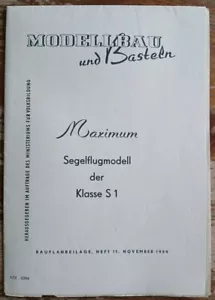 MODELLBAU
und Basteln
HERAUSGEGEBEN IM AUFTRAGE DES MINISTERIUMS FÜR VOLKSBILDUNG
Maximum
Segelflugmodell
der
Klasse S 1
BAUPLANBEILAGE, HEFT 11, NOVEMBER 1959